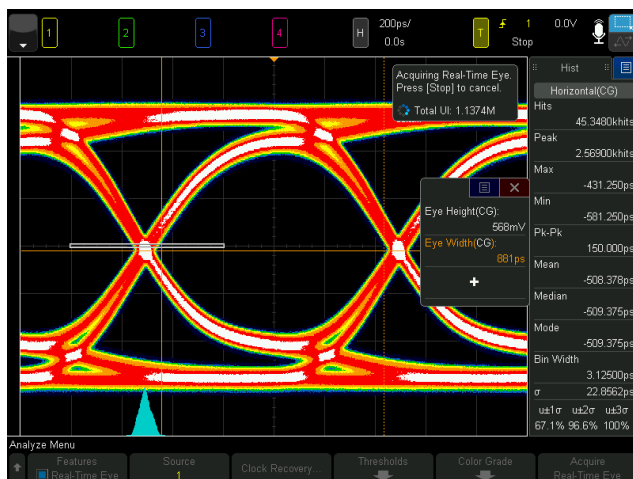 1
2
3
4
H
200ps/
0.0s
T
1
0.0V
Stop
Acquiring Real-Time Eye.
Press [Stop] to cancel.
Total UI: 1.1374M
Eye Height(CG):
568mV
Eye Width(CG):
881ps
+
Hist
Horizontal(CG)
Hits
45.3480khits
Peak
2.56900khits
Max
-431.250ps
Min
-581.250ps
Pk-Pk
150.000ps
Mean
-508.378ps
Median
-509.375ps
Mode
-509.375ps
Bin Width
3.12500ps
σ
22.8562ps
u±1σ u±2σ u±3σ
67.1% 96.6% 100%
Analyze Menu
Features
Real-Time Eye
Source
1
Clock Recovery...
Thresholds
Color Grade
Acquire
Real-Time Eye